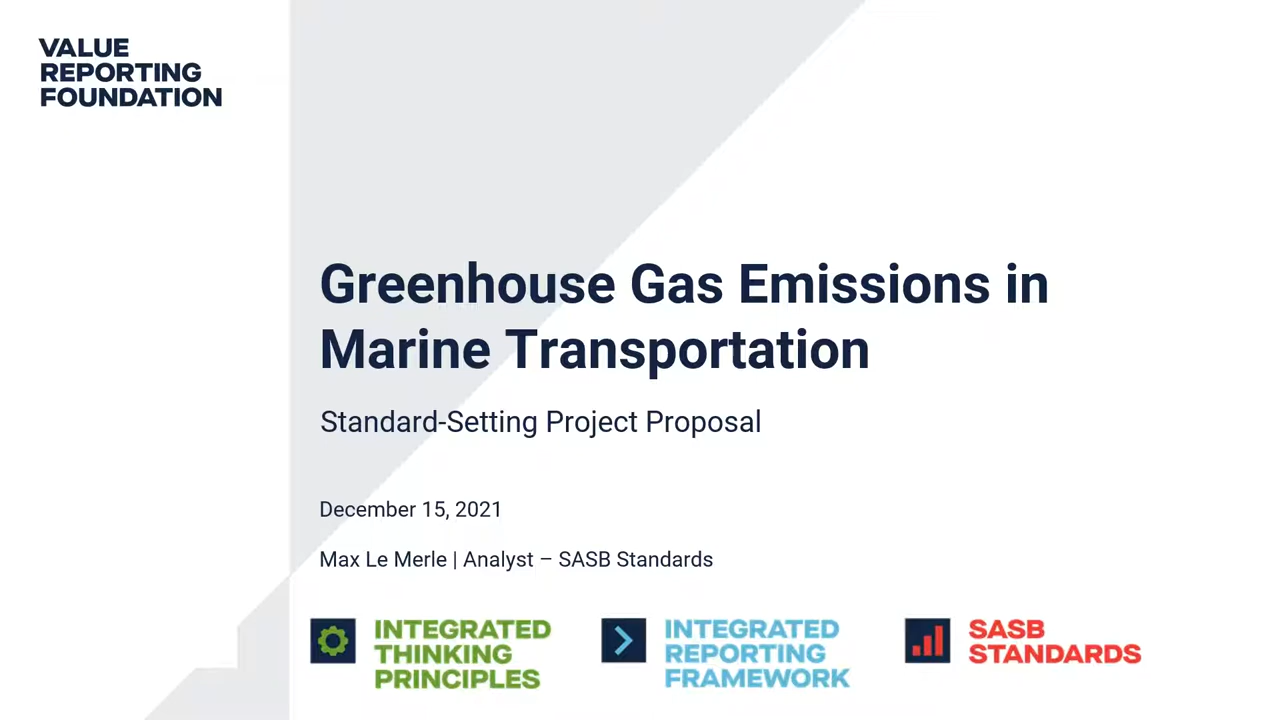 VALUE
REPORTING
FOUNDATION
Greenhouse Gas Emissions in
Marine Transportation
Standard-Setting Project Proposal
December 15, 2021
Max Le Merle | Analyst – SASB Standards
INTEGRATED
THINKING
PRINCIPLES
INTEGRATED
REPORTING
FRAMEWORK
SASB
STANDARDS